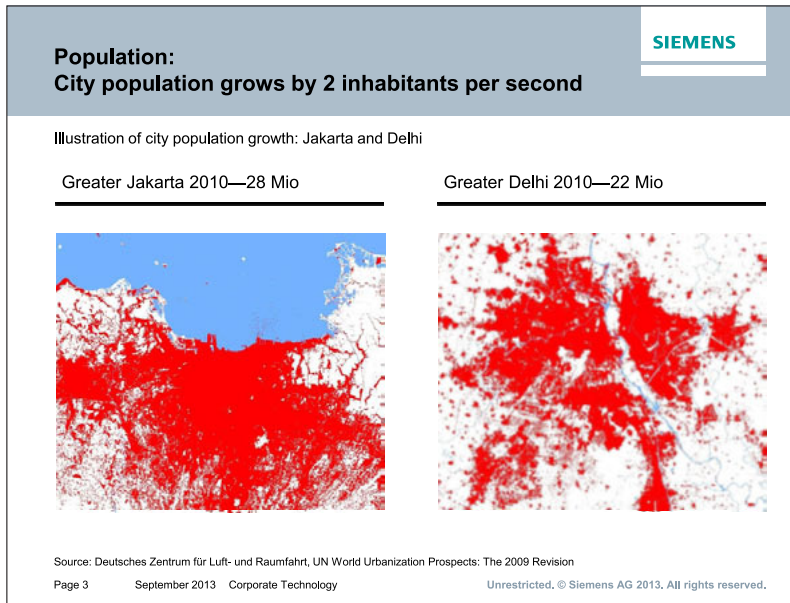 SIEMENS
Population:
City population grows by 2 inhabitants per second
Illustration of city population growth: Jakarta and Delhi
Greater Jakarta 2010—28 Mio
Greater Delhi 2010—22 Mio
Source: Deutsches Zentrum für Luft- und Raumfahrt, UN World Urbanization Prospects: The 2009 Revision
Page 3 September 2013 Corporate Technology Unrestricted. © Siemens AG 2013. All rights reserved.